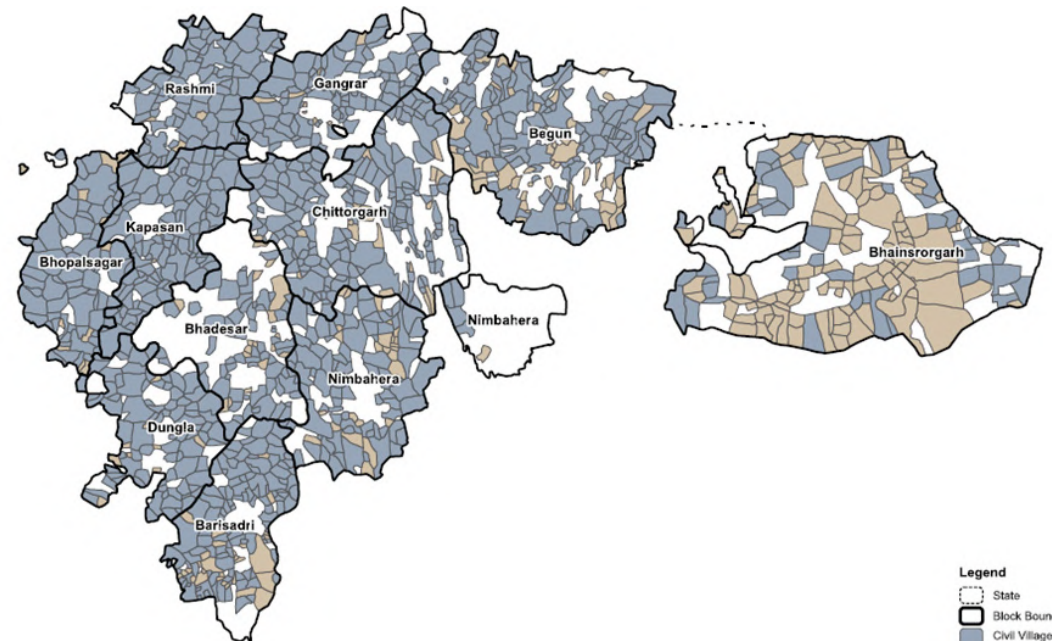 Rashmi
Gangrar
Begun
Kapasan
Chittorgarh
Bhopalsagar
Bhainsrorgarh
Bhadesar
Nimbahera
Nimbahera
Dungla
Barisadri
Legend
State
Block Boun
Civil Village